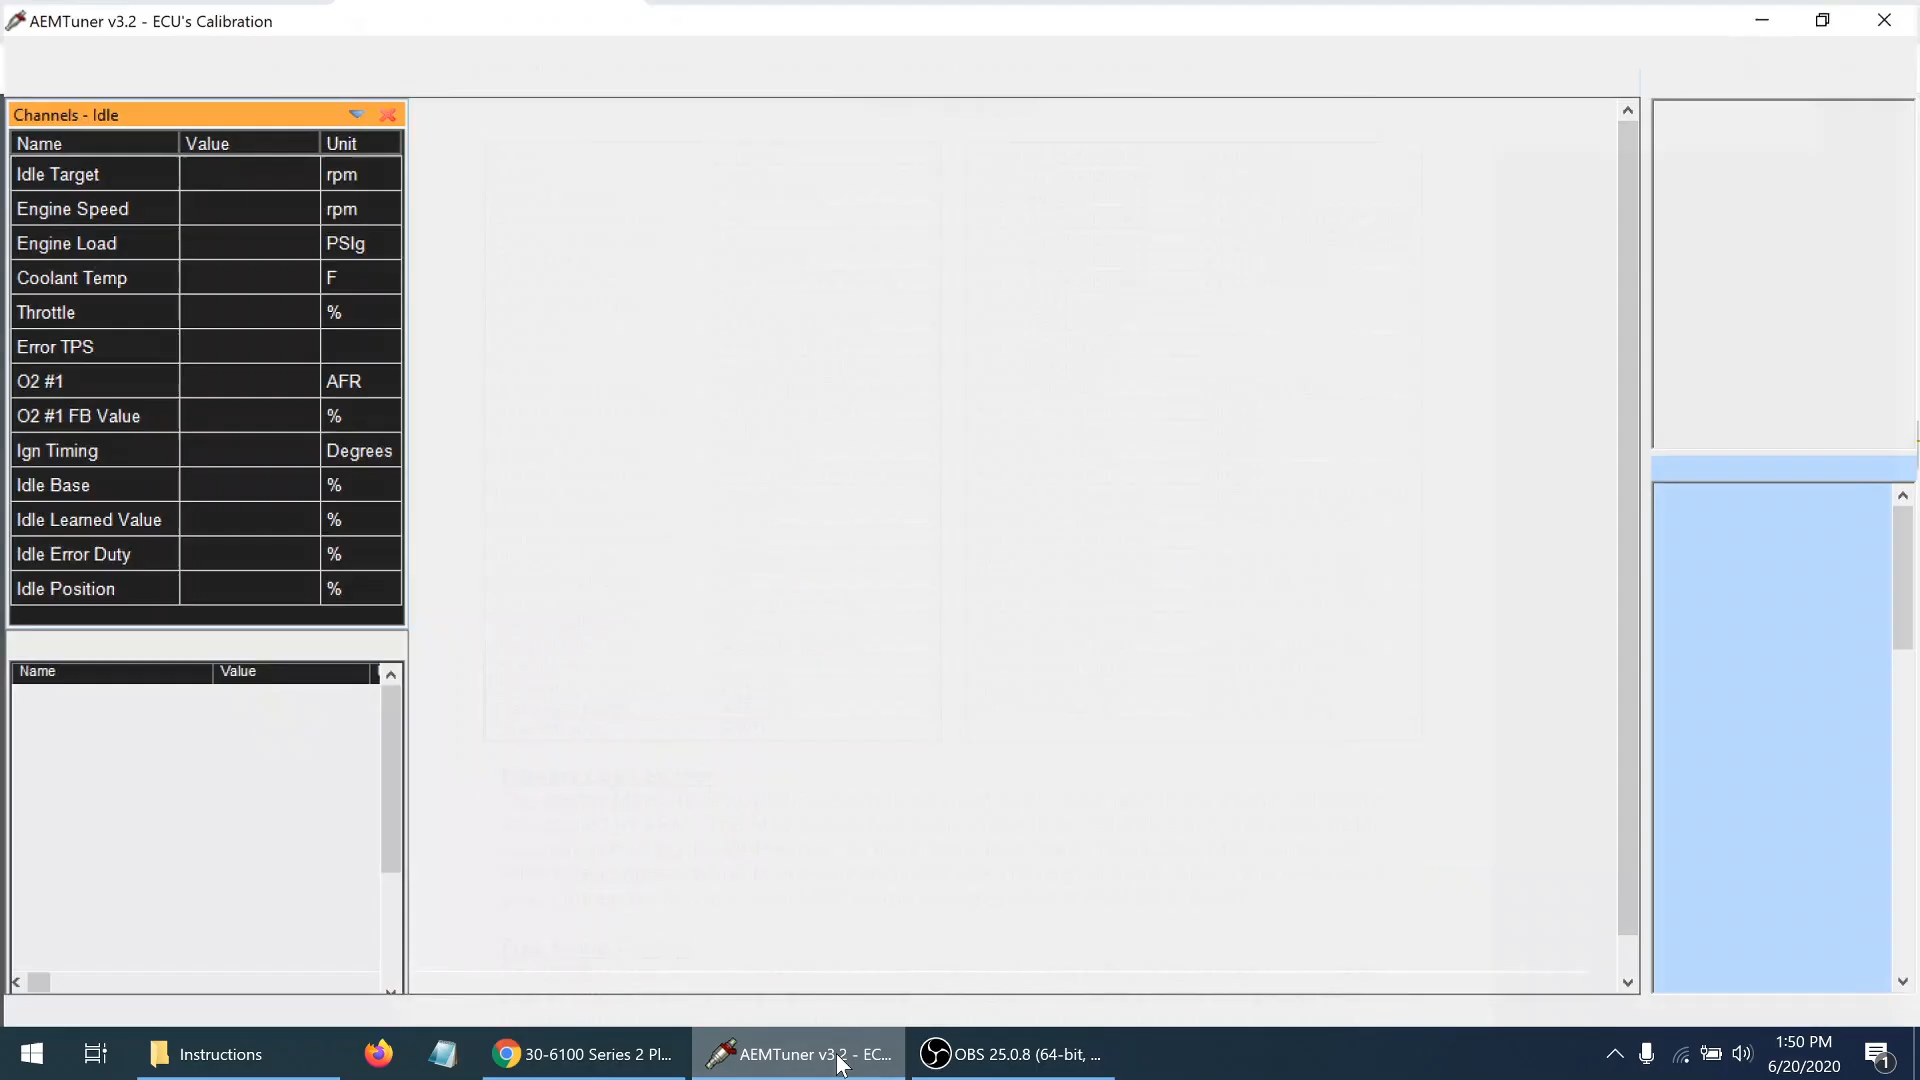 AEMTuner v3.2 - ECU's Calibration
Channels - Idle
Name Value Unit
Idle Target rpm
Engine Speed rpm
Engine Load PSIg
Coolant Temp F
Throttle %
Error TPS
O2 #1 AFR
O2 #1 FB Value %
Ign Timing Degrees
Idle Base %
Idle Learned Value %
Idle Error Duty %
Idle Position %
Name Value
Instructions
30-6100 Series 2 Pl...
AEMTuner v3.2 - EC...
OBS 25.0.8 (64-bit, ...
1:50 PM
6/20/2020
1